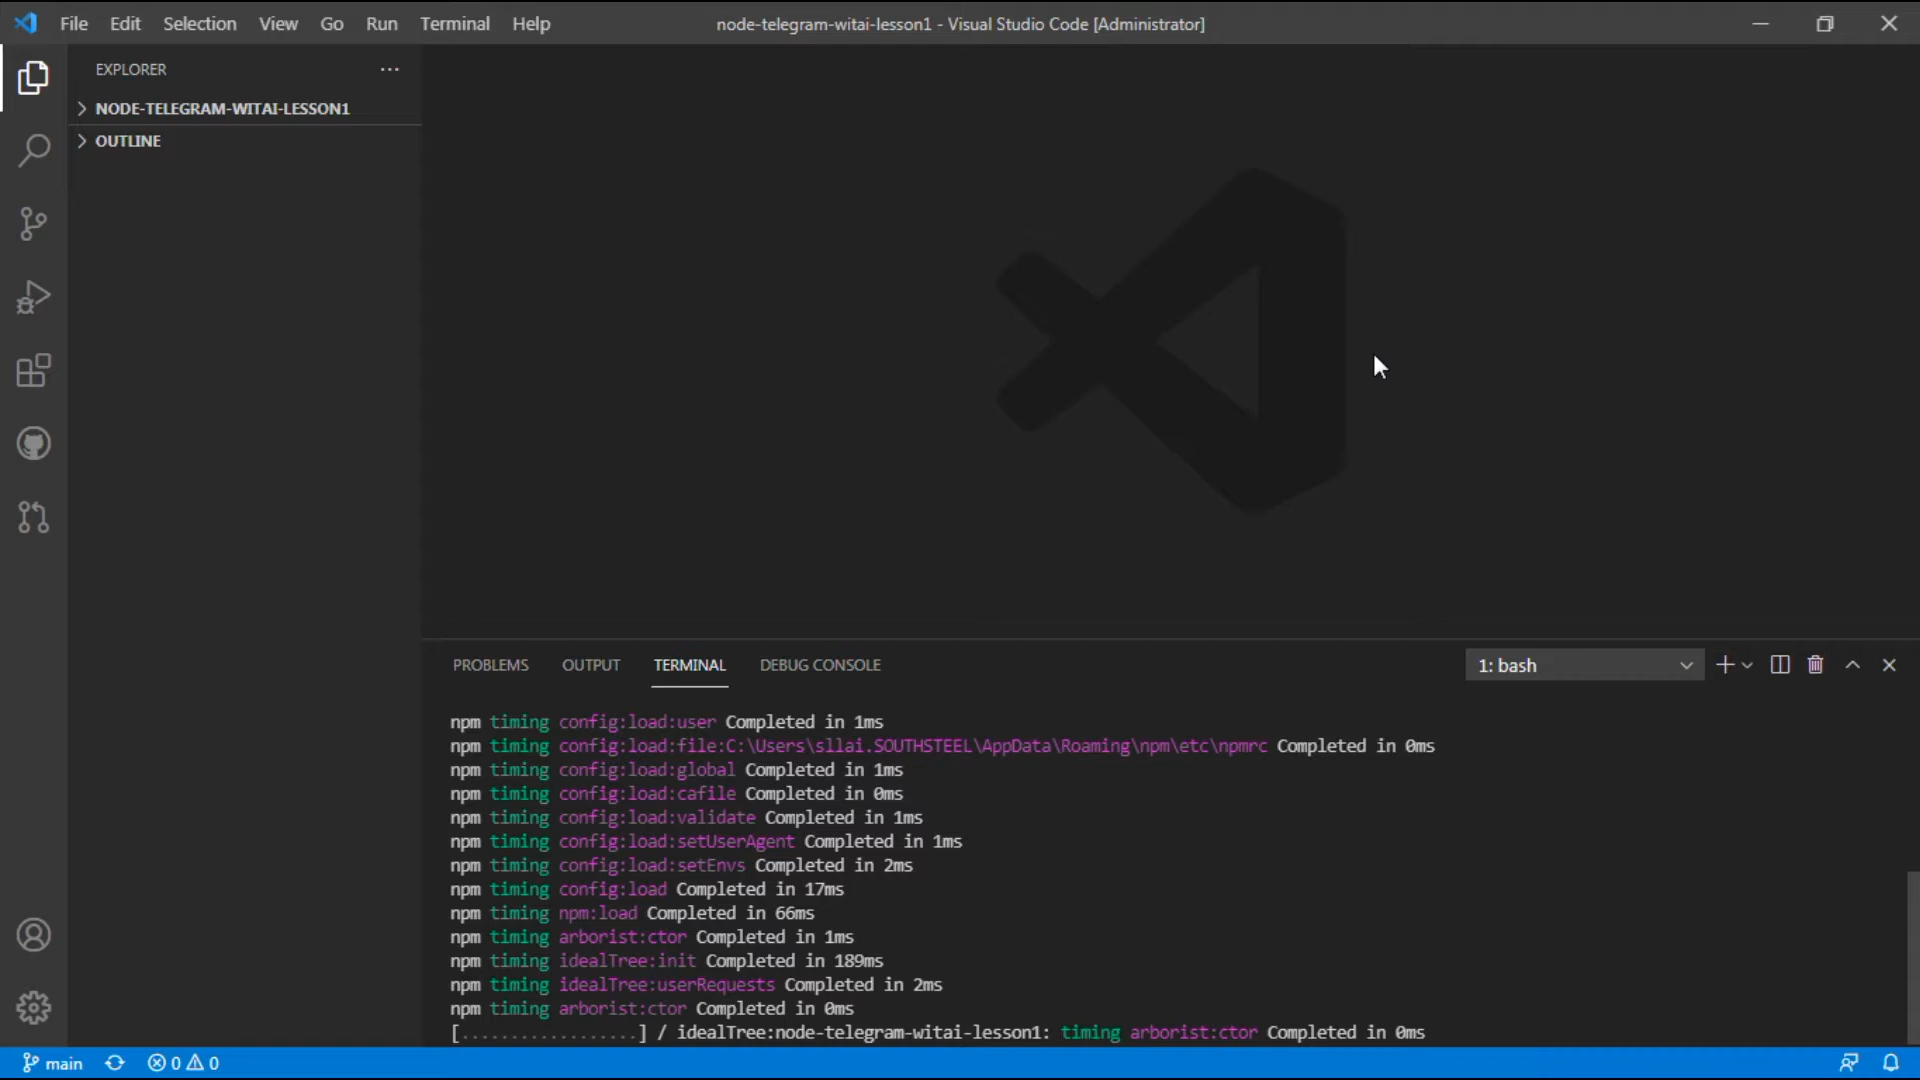 File Edit Selection View Go Run Terminal Help
node-telegram-witai-lesson1 - Visual Studio Code [Administrator]
EXPLORER
NODE-TELEGRAM-WITAI-LESSON1
OUTLINE
PROBLEMS OUTPUT TERMINAL DEBUG CONSOLE
1: bash
npm timing config:load:user Completed in 1ms
npm timing config:load:file:C:\Users\sllai.SOUTHSTEEL\AppData\Roaming\npm\etc\npmrc Completed in 0ms
npm timing config:load:global Completed in 1ms
npm timing config:load:cafile Completed in 0ms
npm timing config:load:validate Completed in 1ms
npm timing config:load:setUserAgent Completed in 1ms
npm timing config:load:setEnvs Completed in 2ms
npm timing config:load Completed in 17ms
npm timing npm:load Completed in 66ms
npm timing arborist:ctor Completed in 1ms
npm timing idealTree:init Completed in 189ms
npm timing idealTree:userRequests Completed in 2ms
npm timing arborist:ctor Completed in 0ms
[..................] / idealTree:node-telegram-witai-lesson1: timing arborist:ctor Completed in 0ms
main 0 0